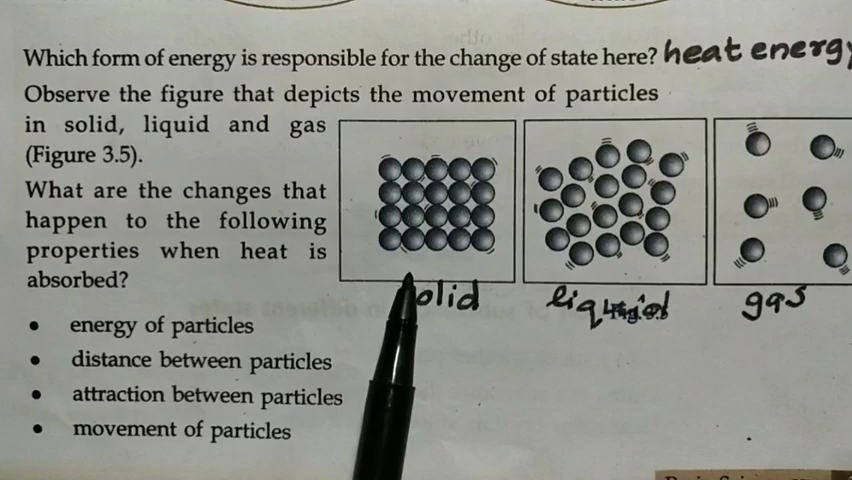 Which form of energy is responsible for the change of state here? heat energy
Observe the figure that depicts the movement of particles
in solid, liquid and gas
(Figure 3.5).
What are the changes that
happen to the following
properties when heat is
absorbed?
solid liquid gas
• energy of particles
• distance between particles
• attraction between particles
• movement of particles